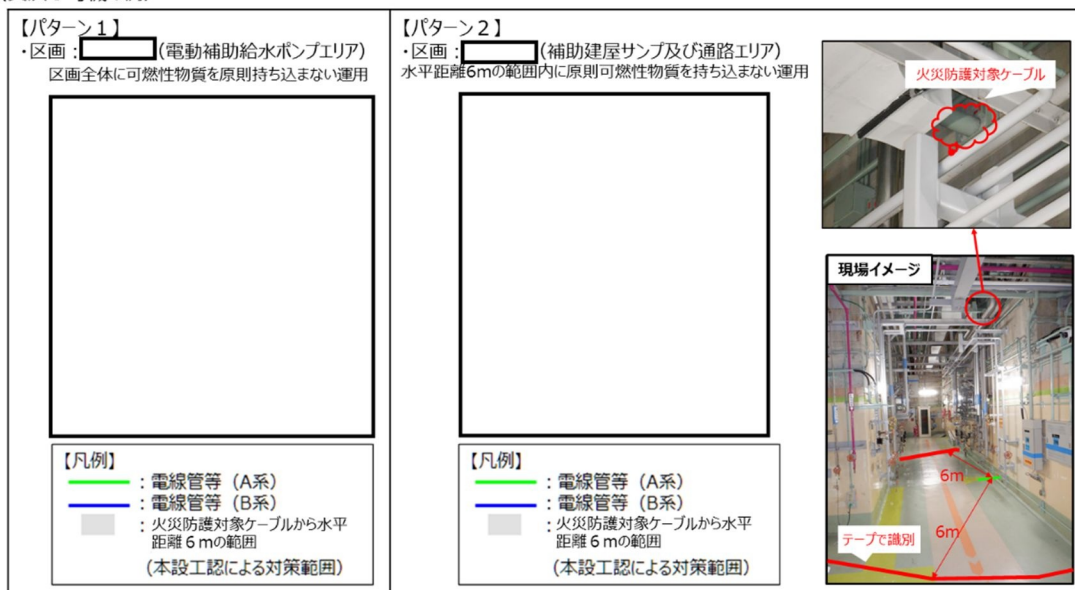 【パターン１】
・区画：（電動補助給水ポンプエリア）
区画全体に可燃性物質を原則持ち込まない運用
【凡例】
：電線管等（A系）
：電線管等（B系）
：火災防護対象ケーブルから水平
距離６ｍの範囲
（本設工認による対策範囲）
【パターン２】
・区画：（補助建屋サンプ及び通路エリア）
水平距離6mの範囲内に原則可燃性物質を持ち込まない運用
【凡例】
：電線管等（A系）
：電線管等（B系）
：火災防護対象ケーブルから水平
距離６ｍの範囲
（本設工認による対策範囲）
火災防護対象ケーブル
現場イメージ
6m
6m
テープで識別